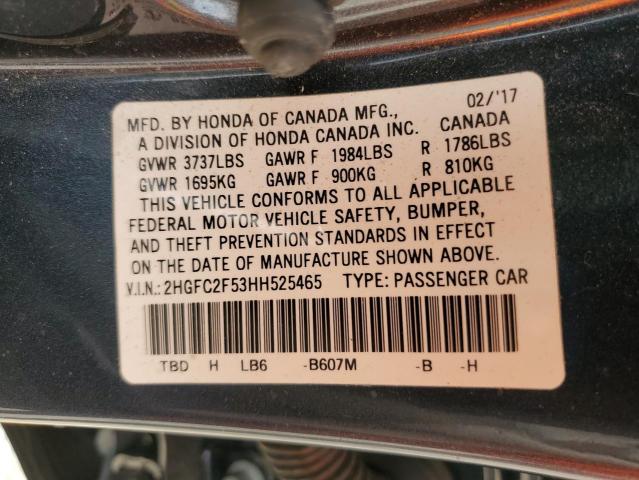 MFD. BY HONDA OF CANADA MFG., 02/'17
A DIVISION OF HONDA CANADA INC. CANADA
GVWR 3737LBS GAWR F 1984LBS R 1786LBS
GVWR 1695KG GAWR F 900KG R 810KG
THIS VEHICLE CONFORMS TO ALL APPLICABLE
FEDERAL MOTOR VEHICLE SAFETY, BUMPER,
AND THEFT PREVENTION STANDARDS IN EFFECT
ON THE DATE OF MANUFACTURE SHOWN ABOVE.
V.I.N.: 2HGFC2F53HH525465 TYPE: PASSENGER CAR
TBD H LB6 -B607M -B -H